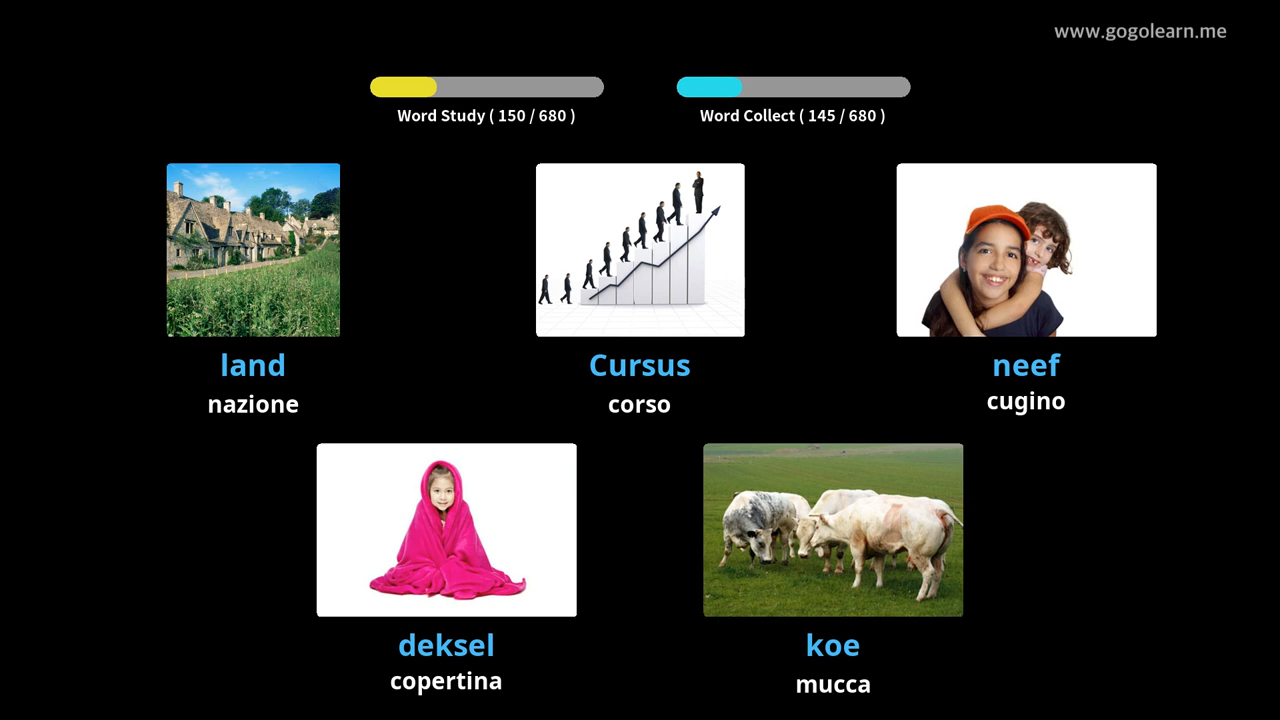 www.gogolearn.me
Word Study ( 150 / 680 )
Word Collect ( 145 / 680 )
land
nazione
Cursus
corso
neef
cugino
deksel
copertina
koe
mucca